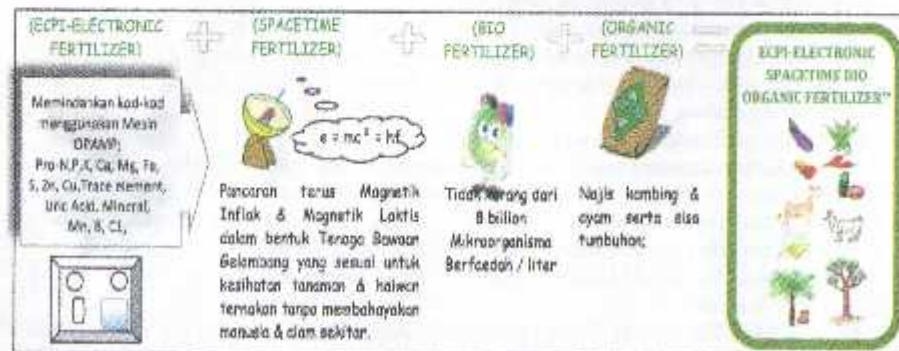 (ECPI-ELECTRONIC
FERTILIZER)
+
(SPACETIME
FERTILIZER)
+
(BIO
FERTILIZER)
+
(ORGANIC
FERTILIZER)
=
Memindahkan kod-kod
menggunakan Mesin
OPAMP;
Pro-N,P,K, Ca, Mg, Fe,
S, Zn, Cu,Trace element,
Uric Acid, Mineral,
Mn, B, CL,
e = mc² = hf
Pancaran terus Magnetik
Inflak & Magnetik Laktis
dalam bentuk Tenaga Bawaan
Gelombang yang sesuai untuk
kesihatan tanaman & haiwan
ternakan tanpa membahayakan
manusia & alam sekitar.
Tidak kurang dari
8 billion
Mikroorganisma
Berfaedah / liter
Najis kambing &
ayam serta sisa
tumbuhan;
ECPI-ELECTRONIC
SPACETIME BIO
ORGANIC FERTILIZER™